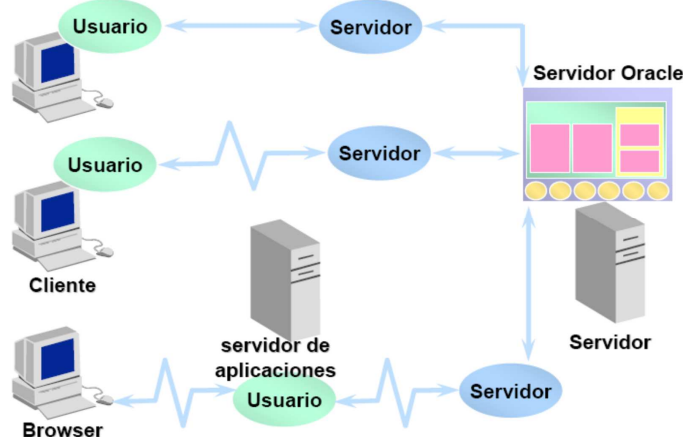 Usuario
Servidor
Servidor Oracle
Usuario
Servidor
Cliente
servidor de
aplicaciones
Servidor
Usuario
Servidor
Browser